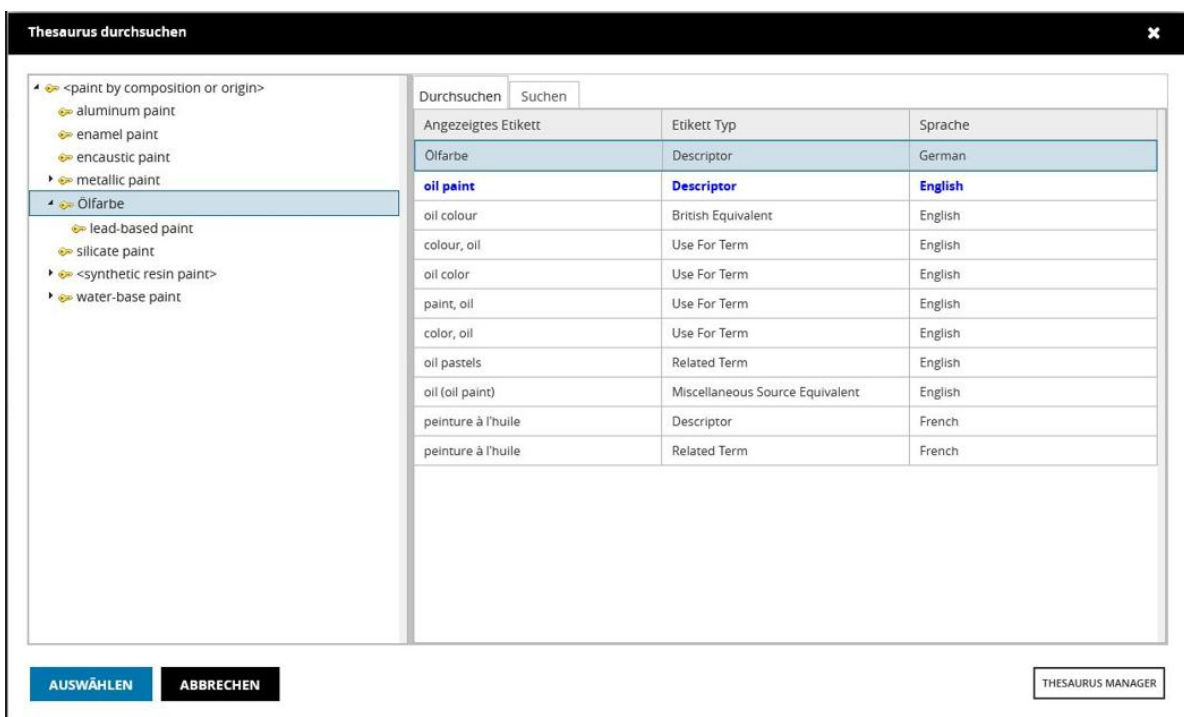 Thesaurus durchsuchen
<paint by composition or origin>
aluminum paint
enamel paint
encaustic paint
metallic paint
Ölfarbe
lead-based paint
silicate paint
<synthetic resin paint>
water-base paint
Durchsuchen Suchen
Angezeigtes Etikett Etikett Typ Sprache
Ölfarbe Descriptor German
oil paint Descriptor English
oil colour British Equivalent English
colour, oil Use For Term English
oil color Use For Term English
paint, oil Use For Term English
color, oil Use For Term English
oil pastels Related Term English
oil (oil paint) Miscellaneous Source Equivalent English
peinture à l'huile Descriptor French
peinture à l'huile Related Term French
AUSWÄHLEN ABBRECHEN THESAURUS MANAGER